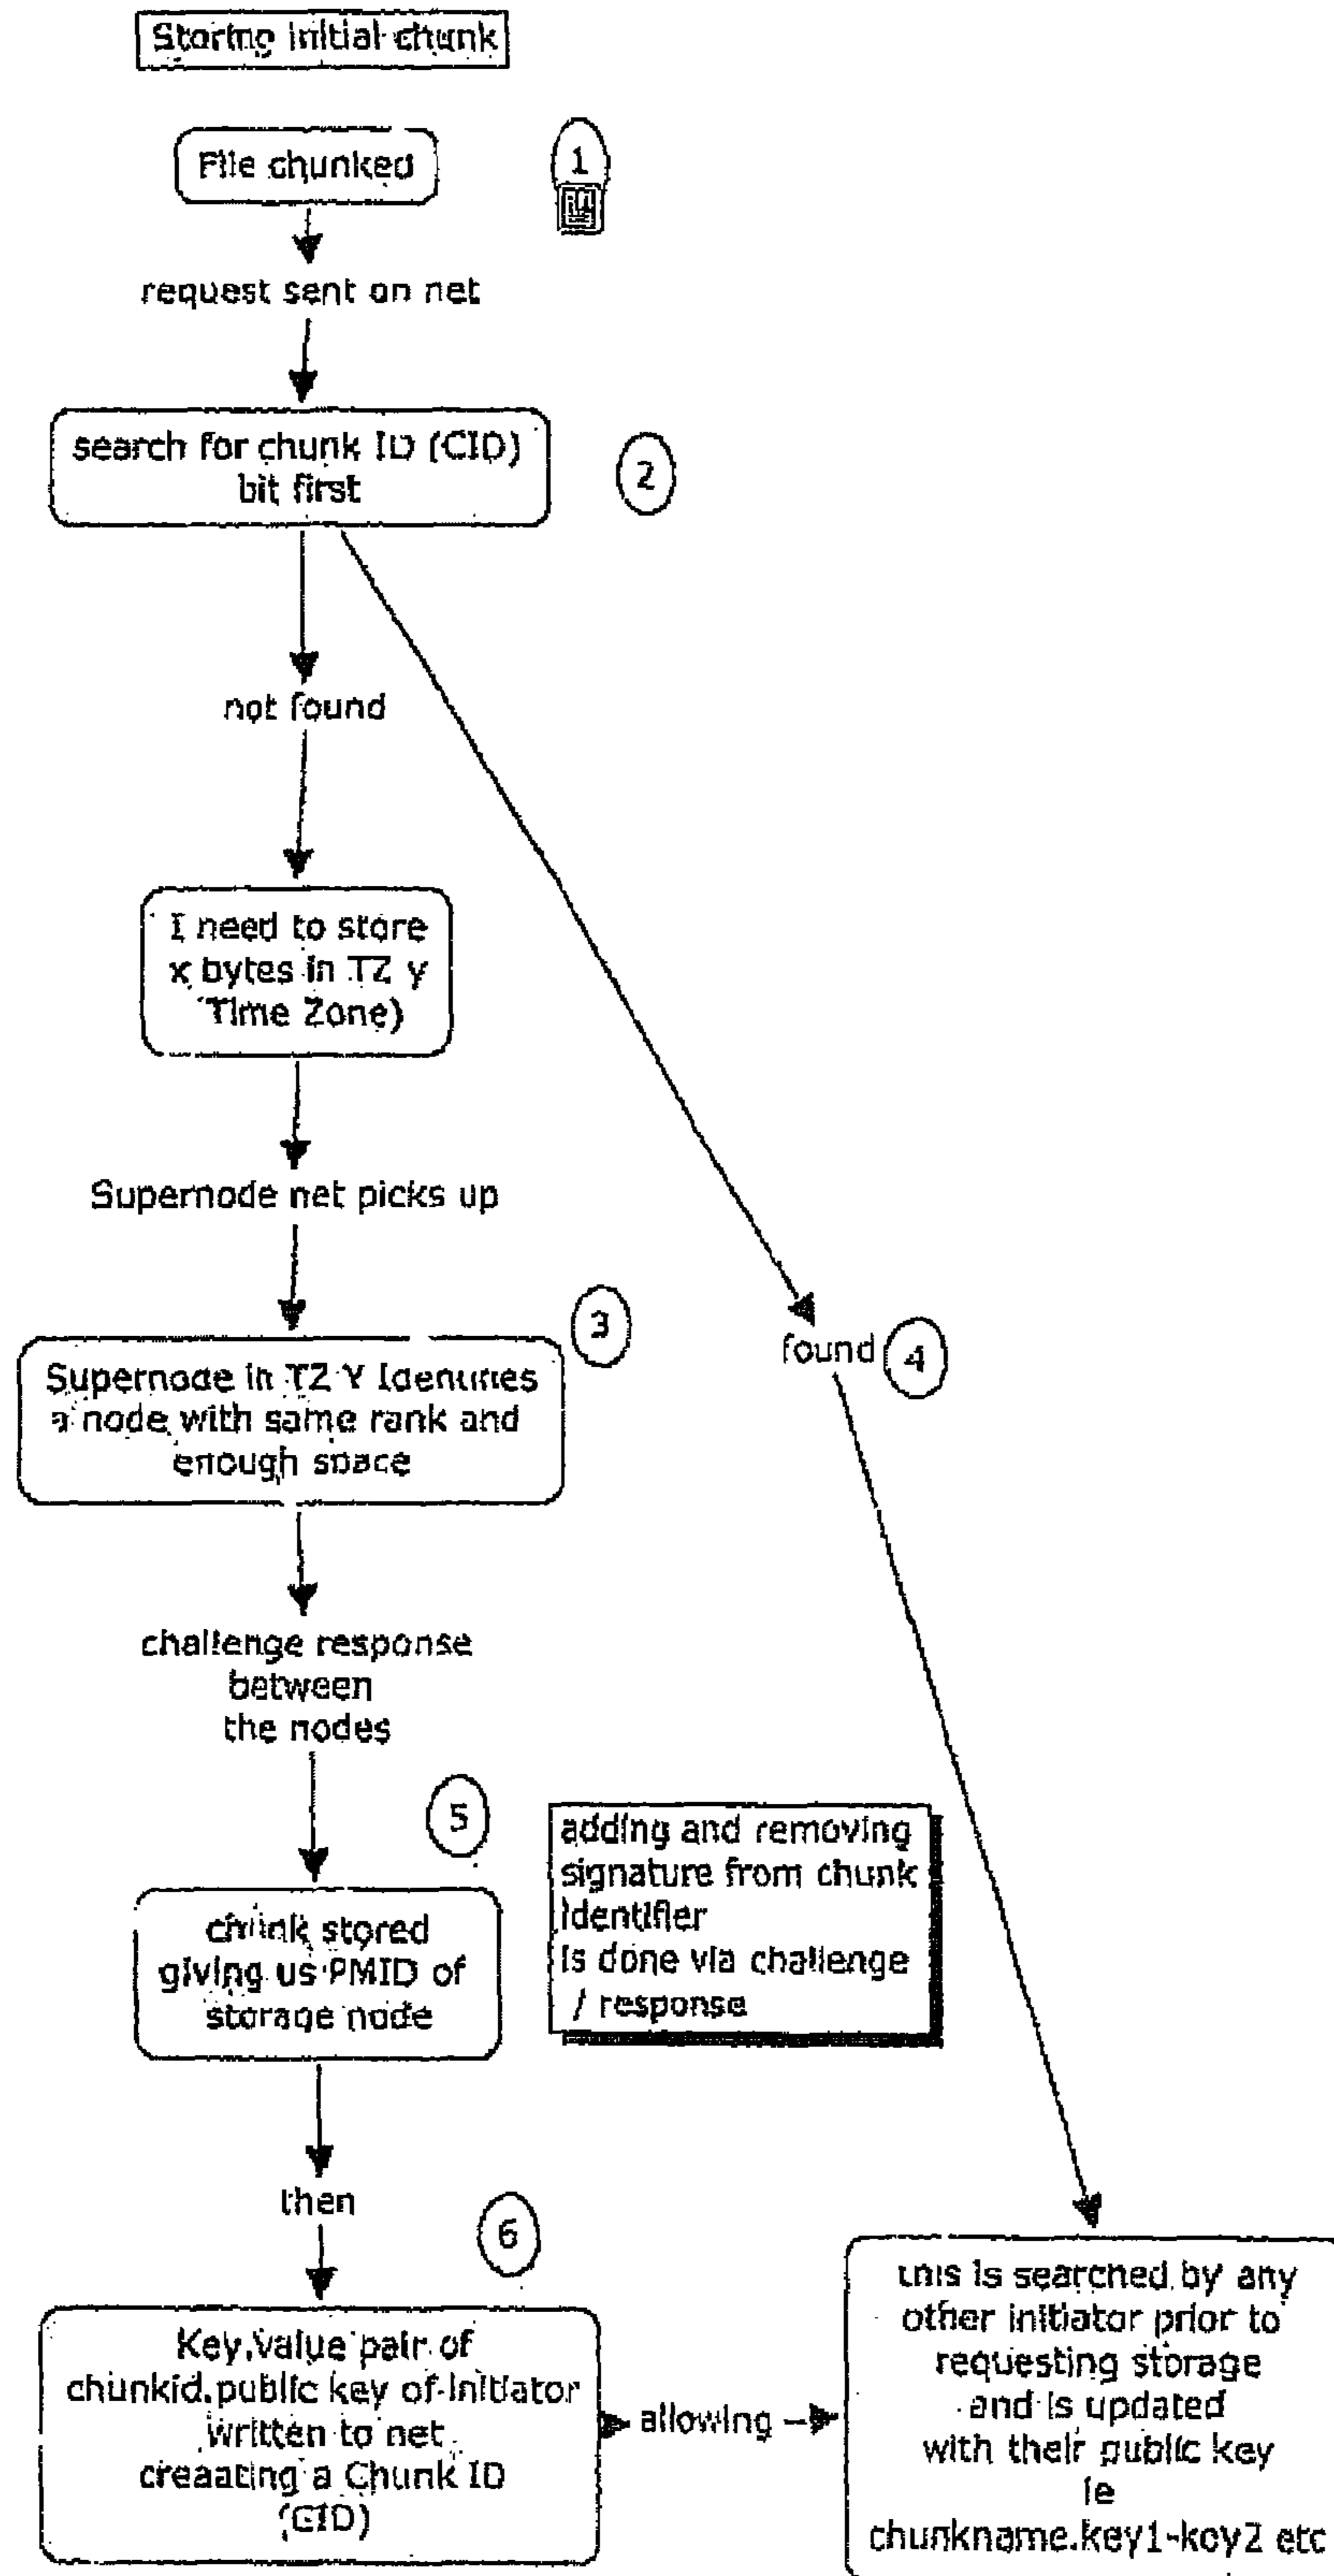 Storing initial chunk
File chunked
1
request sent on net
search for chunk ID (CID)
bit first
2
not found
I need to store
x bytes in TZ y
Time Zone)
Supernode net picks up
3
Supernode in TZ Y Identifies
a node with same rank and
enough space
found
4
challenge response
between
the nodes
5
adding and removing
signature from chunk
identifier
is done via challenge
/ response
chunk stored
giving us PMID of
storage node
then
6
Key.Value pair of
chunkid.public key of initiator
written to net
creaating a Chunk ID
(CID)
allowing
this is searched by any
other initiator prior to
requesting storage
and is updated
with their public key
ie
chunkname.key1-key2 etc